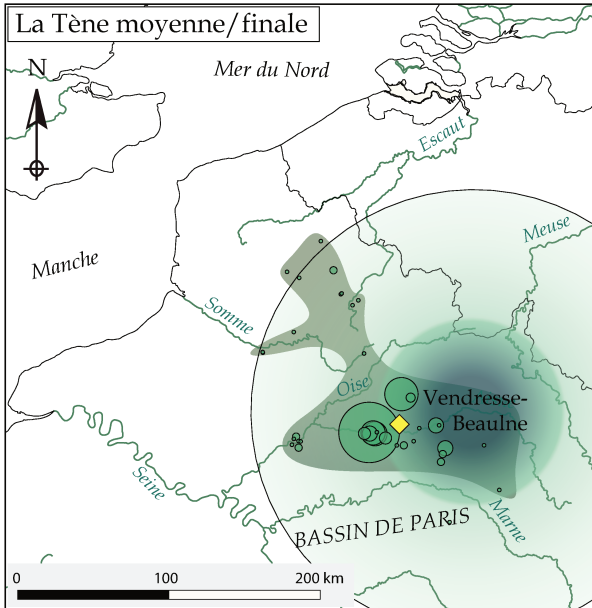 La Tène moyenne/finale
N
Mer du Nord
Escaut
Meuse
Manche
Somme
Oise
Vendresse-
Beaulne
Seine
Marne
BASSIN DE PARIS
0 100 200 km